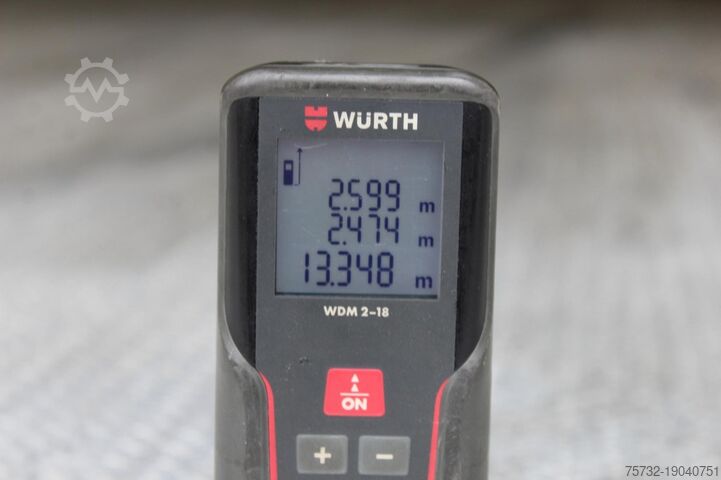 WÜRTH
2.599 m
2.474 m
13.348 m
WDM 2-18
ON
+ -
75732-19040751